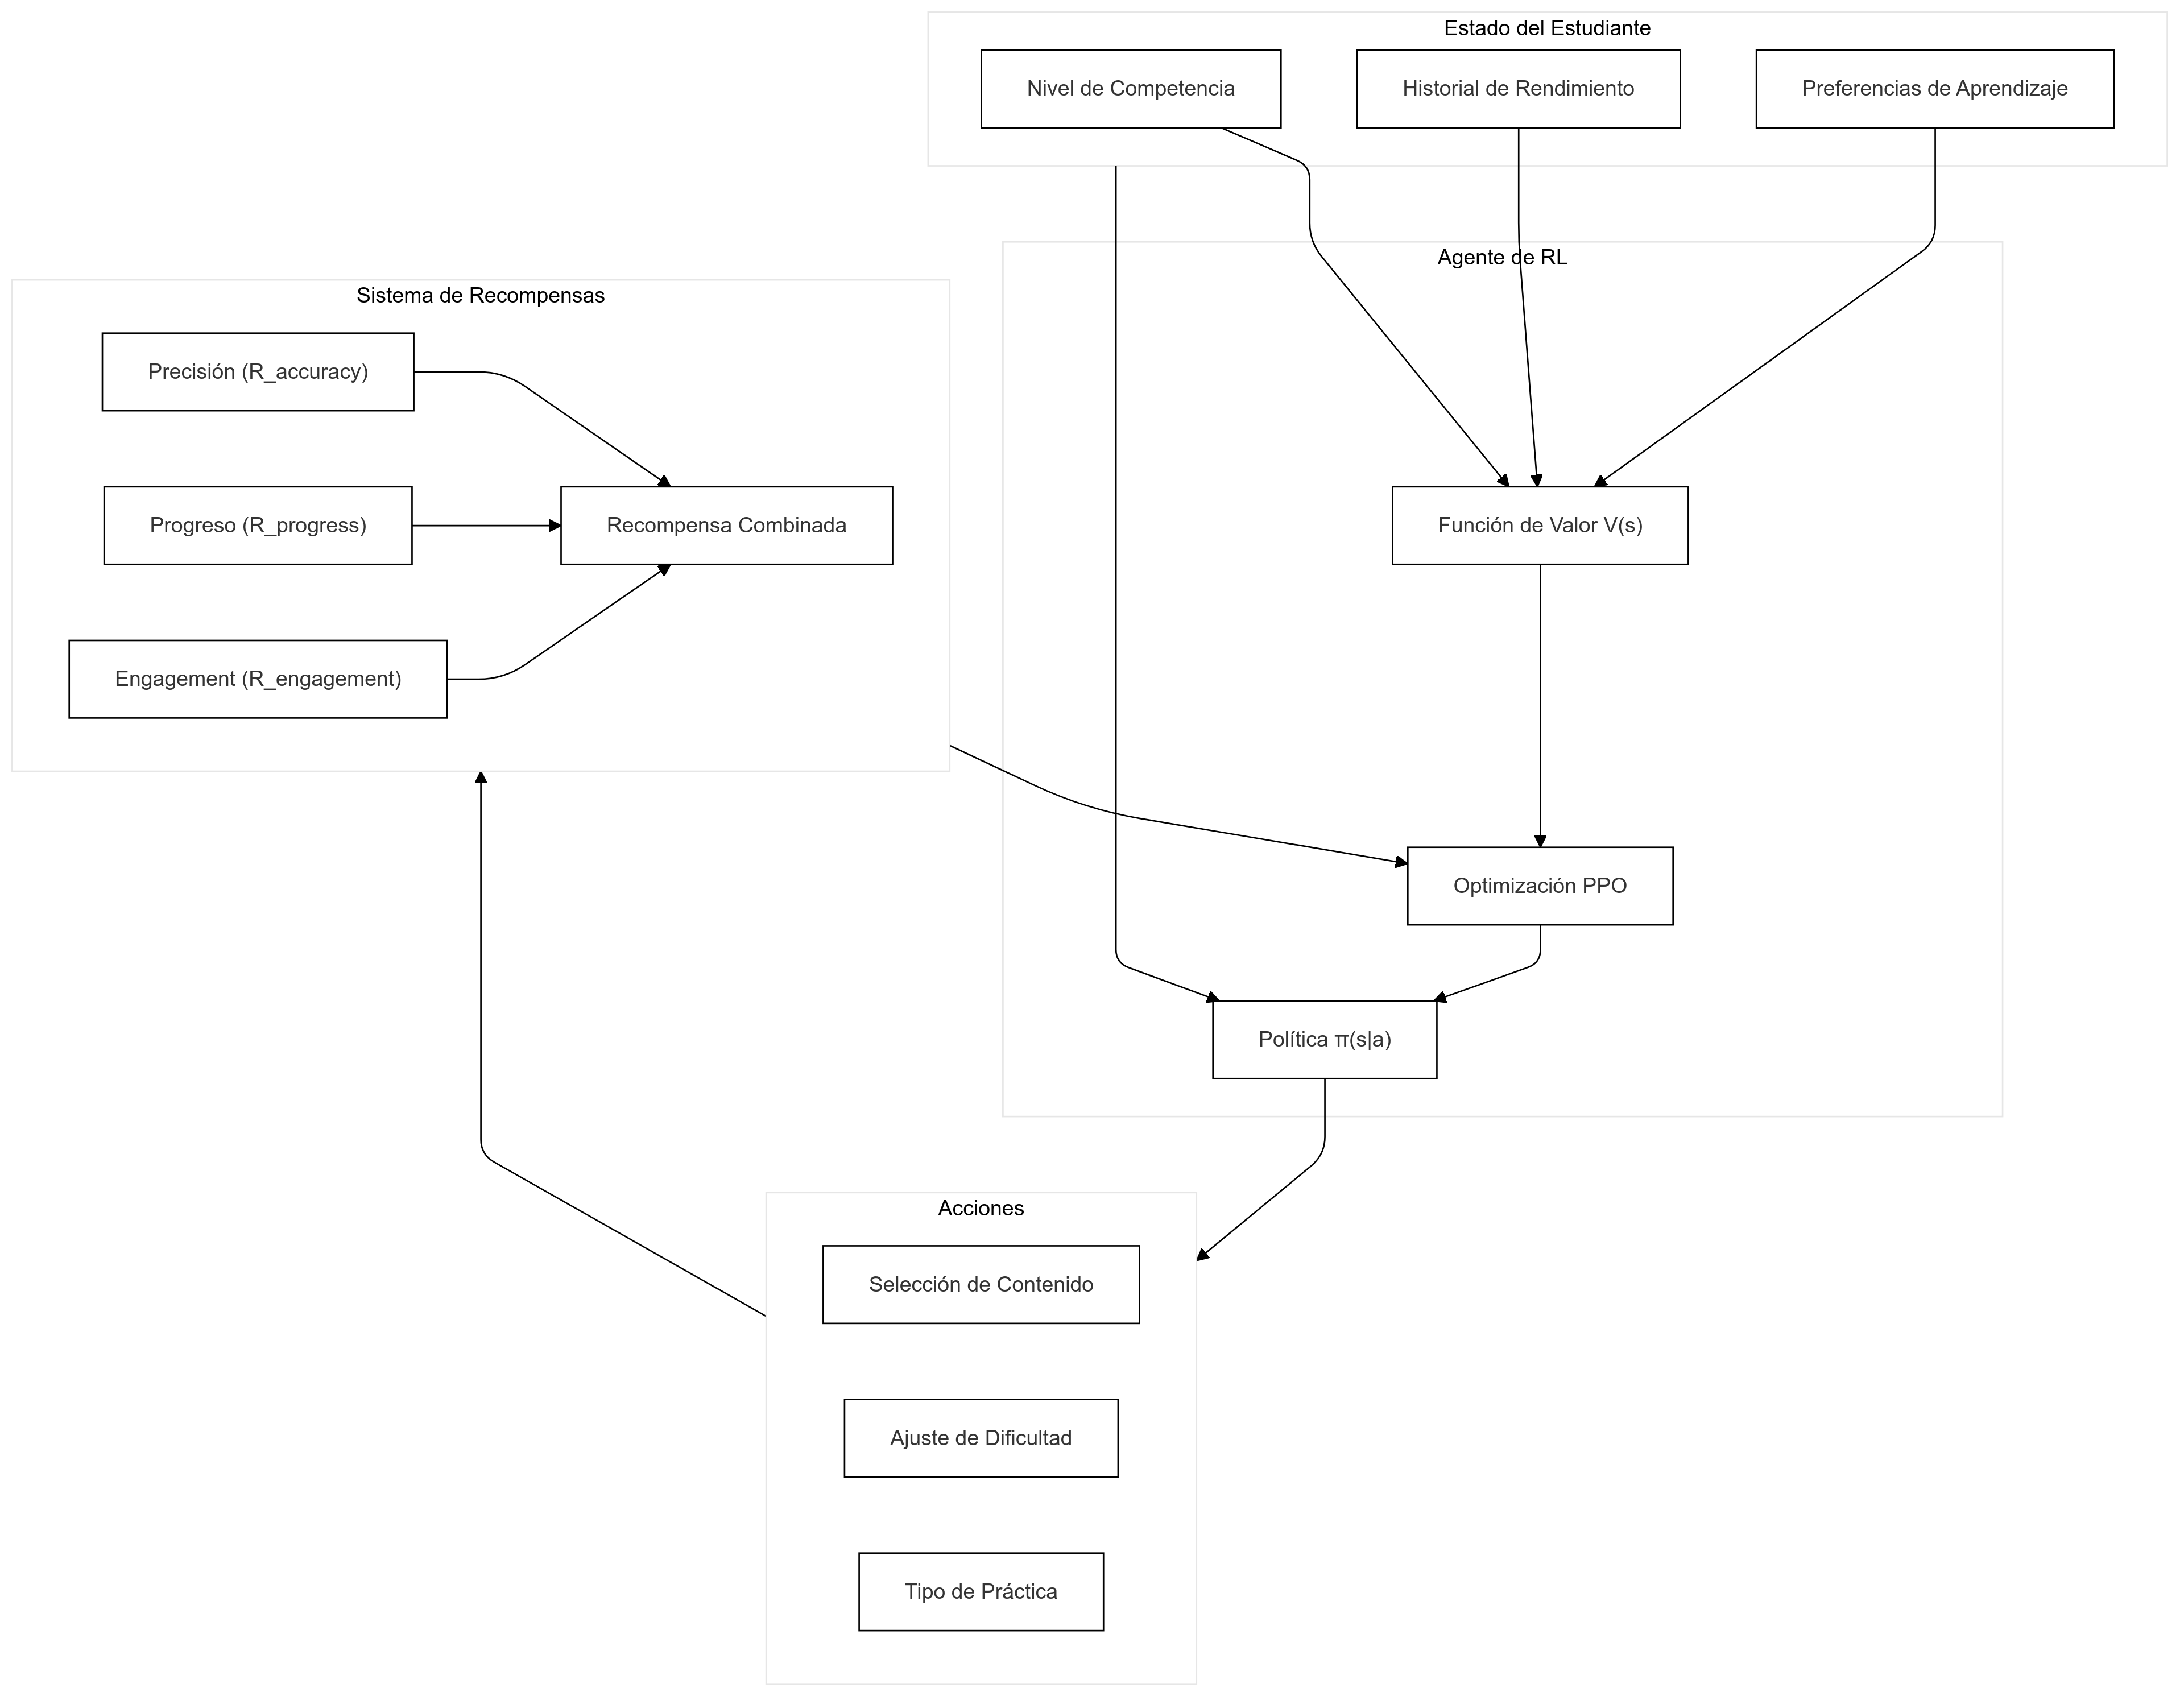 Estado del Estudiante
Nivel de Competencia
Historial de Rendimiento
Preferencias de Aprendizaje
Agente de RL
Sistema de Recompensas
Precisión (R_accuracy)
Progreso (R_progress)
Recompensa Combinada
Engagement (R_engagement)
Función de Valor V(s)
Optimización PPO
Política π(s|a)
Acciones
Selección de Contenido
Ajuste de Dificultad
Tipo de Práctica